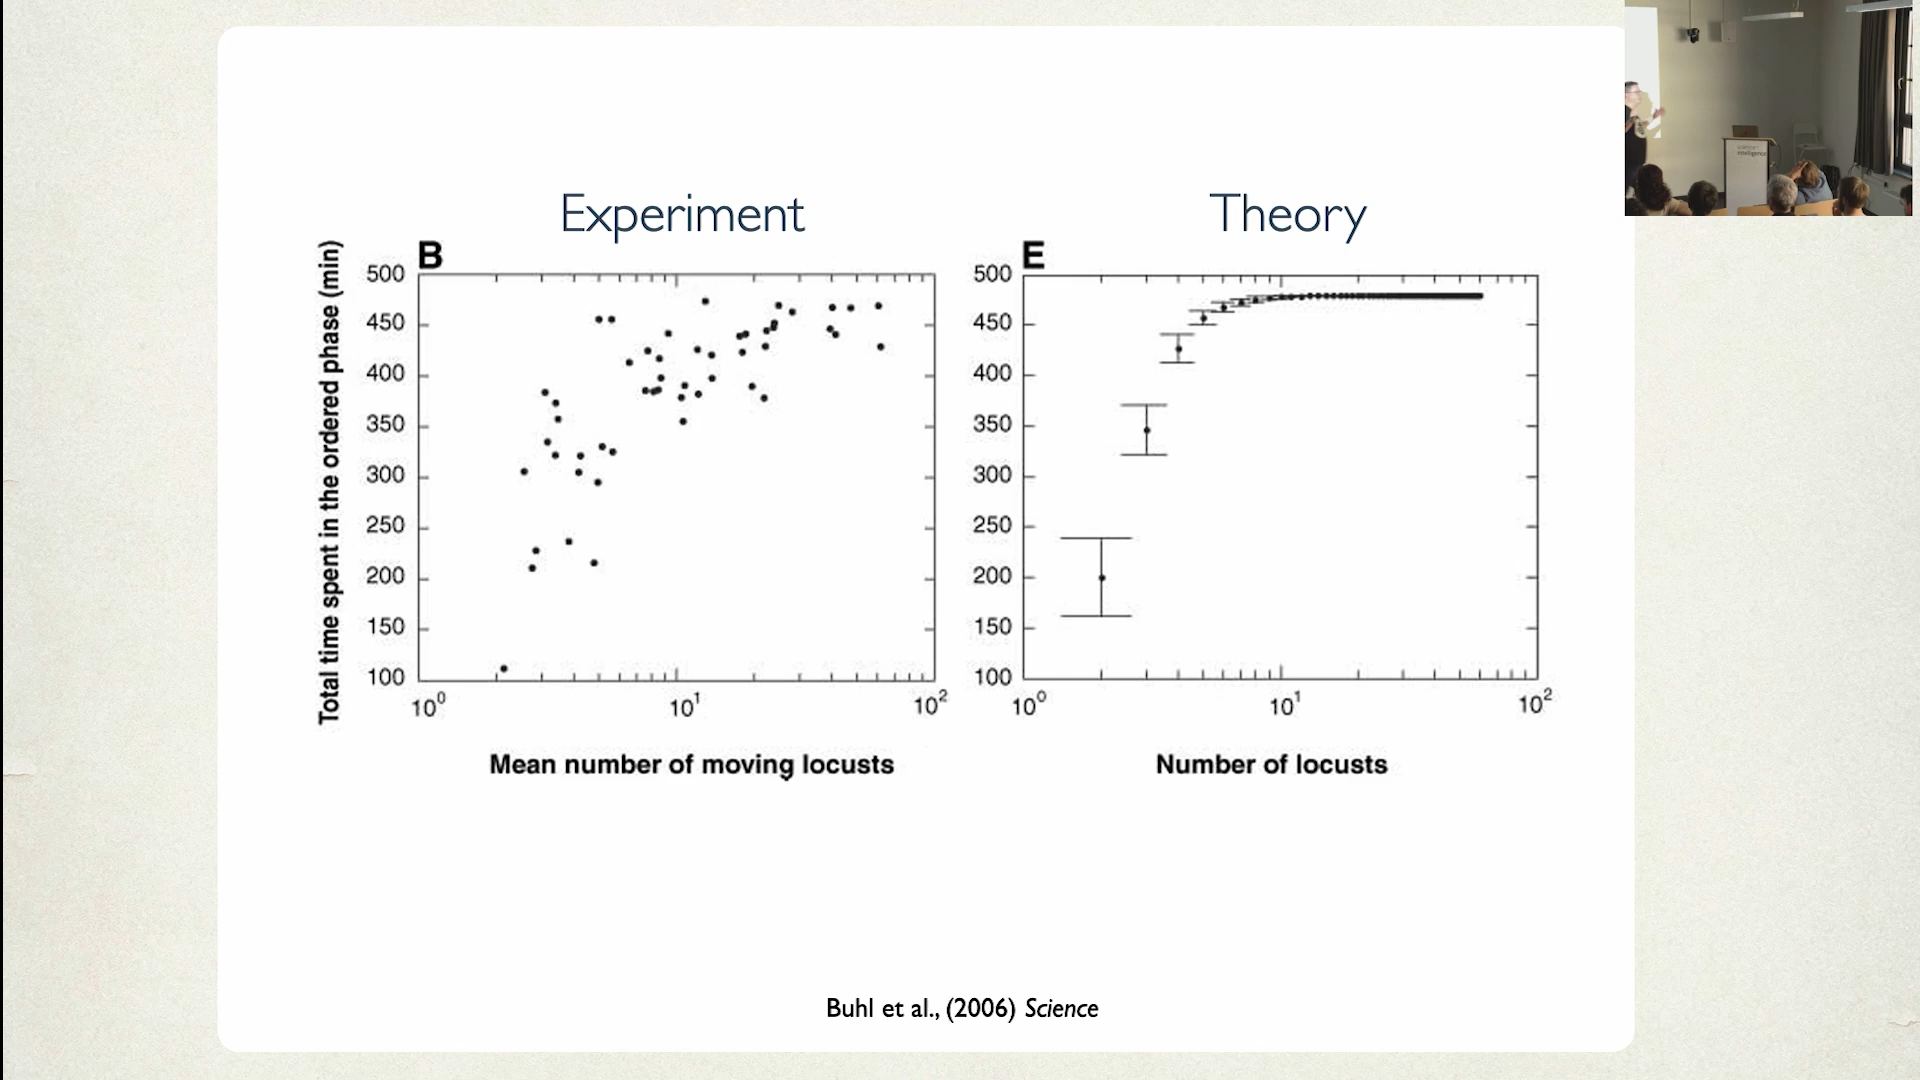 Experiment
Theory
B
E
Total time spent in the ordered phase (min)
500
450
400
350
300
250
200
150
100
10⁰
10¹
10²
Mean number of moving locusts
500
450
400
350
300
250
200
150
100
10⁰
10¹
10²
Number of locusts
Buhl et al., (2006) Science
intelligence